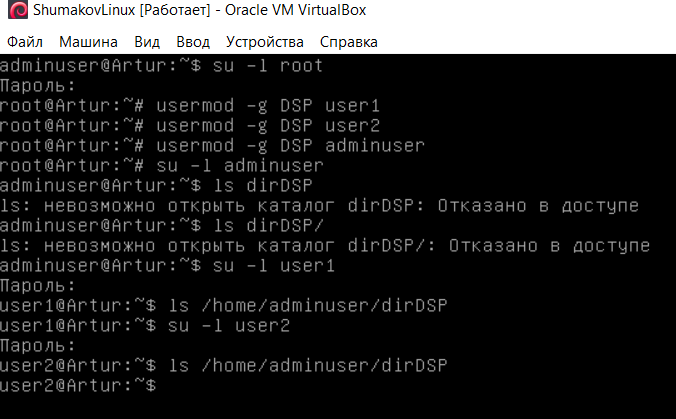 ShumakovLinux [Работает] - Oracle VM VirtualBox
Файл Машина Вид Ввод Устройства Справка
adminuser@Artur:~$ su -l root
Пароль:
root@Artur:~# usermod -g DSP user1
root@Artur:~# usermod -g DSP user2
root@Artur:~# usermod -g DSP adminuser
root@Artur:~# su -l adminuser
adminuser@Artur:~$ ls dirDSP
ls: невозможно открыть каталог dirDSP: Отказано в доступе
adminuser@Artur:~$ ls dirDSP/
ls: невозможно открыть каталог dirDSP/: Отказано в доступе
adminuser@Artur:~$ su -l user1
Пароль:
user1@Artur:~$ ls /home/adminuser/dirDSP
user1@Artur:~$ su -l user2
Пароль:
user2@Artur:~$ ls /home/adminuser/dirDSP
user2@Artur:~$